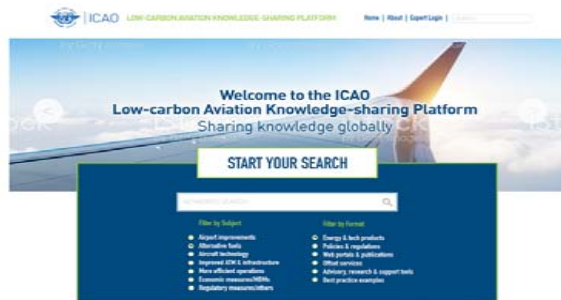 ICAO LOW-CARBON AVIATION KNOWLEDGE-SHARING PLATFORM
Home | About | Expert Login |
Welcome to the ICAO
Low-carbon Aviation Knowledge-sharing Platform
Sharing knowledge globally
START YOUR SEARCH
KEYWORD SEARCH
Filter by Subject
Airport improvements
Alternative fuels
Aircraft technology
Improved ATM & infrastructure
More efficient operations
Economic measures/MBMs
Regulatory measures/others
Filter by Format
Energy & tech products
Policies & regulations
Web portals & publications
Offset services
Advisory, research & support tools
Best practice examples